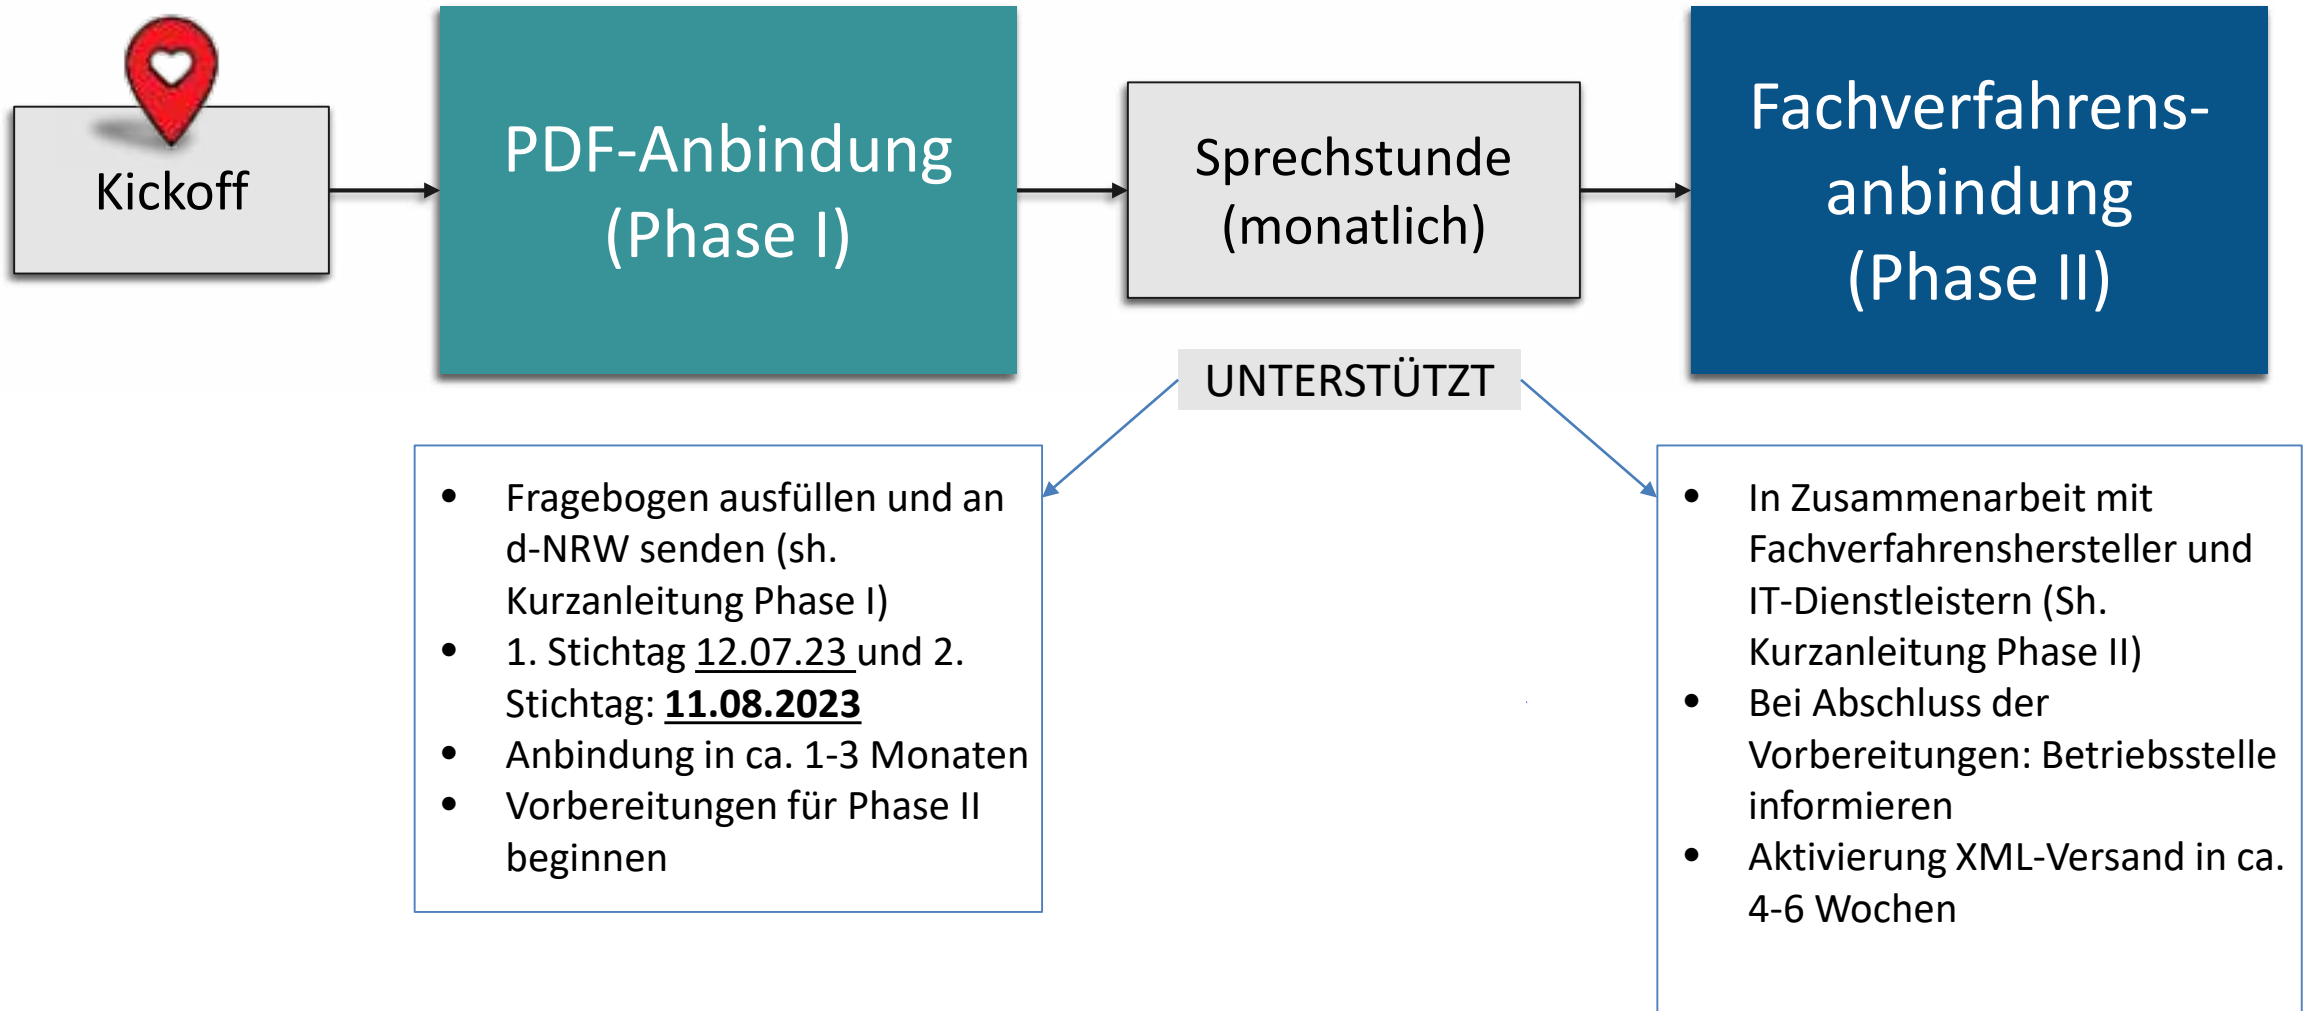 Kickoff
PDF-Anbindung
(Phase I)
Sprechstunde
(monatlich)
Fachverfahrens-
anbindung
(Phase II)
UNTERSTÜTZT
• Fragebogen ausfüllen und an
d-NRW senden (sh.
Kurzanleitung Phase I)
• 1. Stichtag 12.07.23 und 2.
Stichtag: 11.08.2023
• Anbindung in ca. 1-3 Monaten
• Vorbereitungen für Phase II
beginnen
• In Zusammenarbeit mit
Fachverfahrenshersteller und
IT-Dienstleistern (Sh.
Kurzanleitung Phase II)
• Bei Abschluss der
Vorbereitungen: Betriebsstelle
informieren
• Aktivierung XML-Versand in ca.
4-6 Wochen